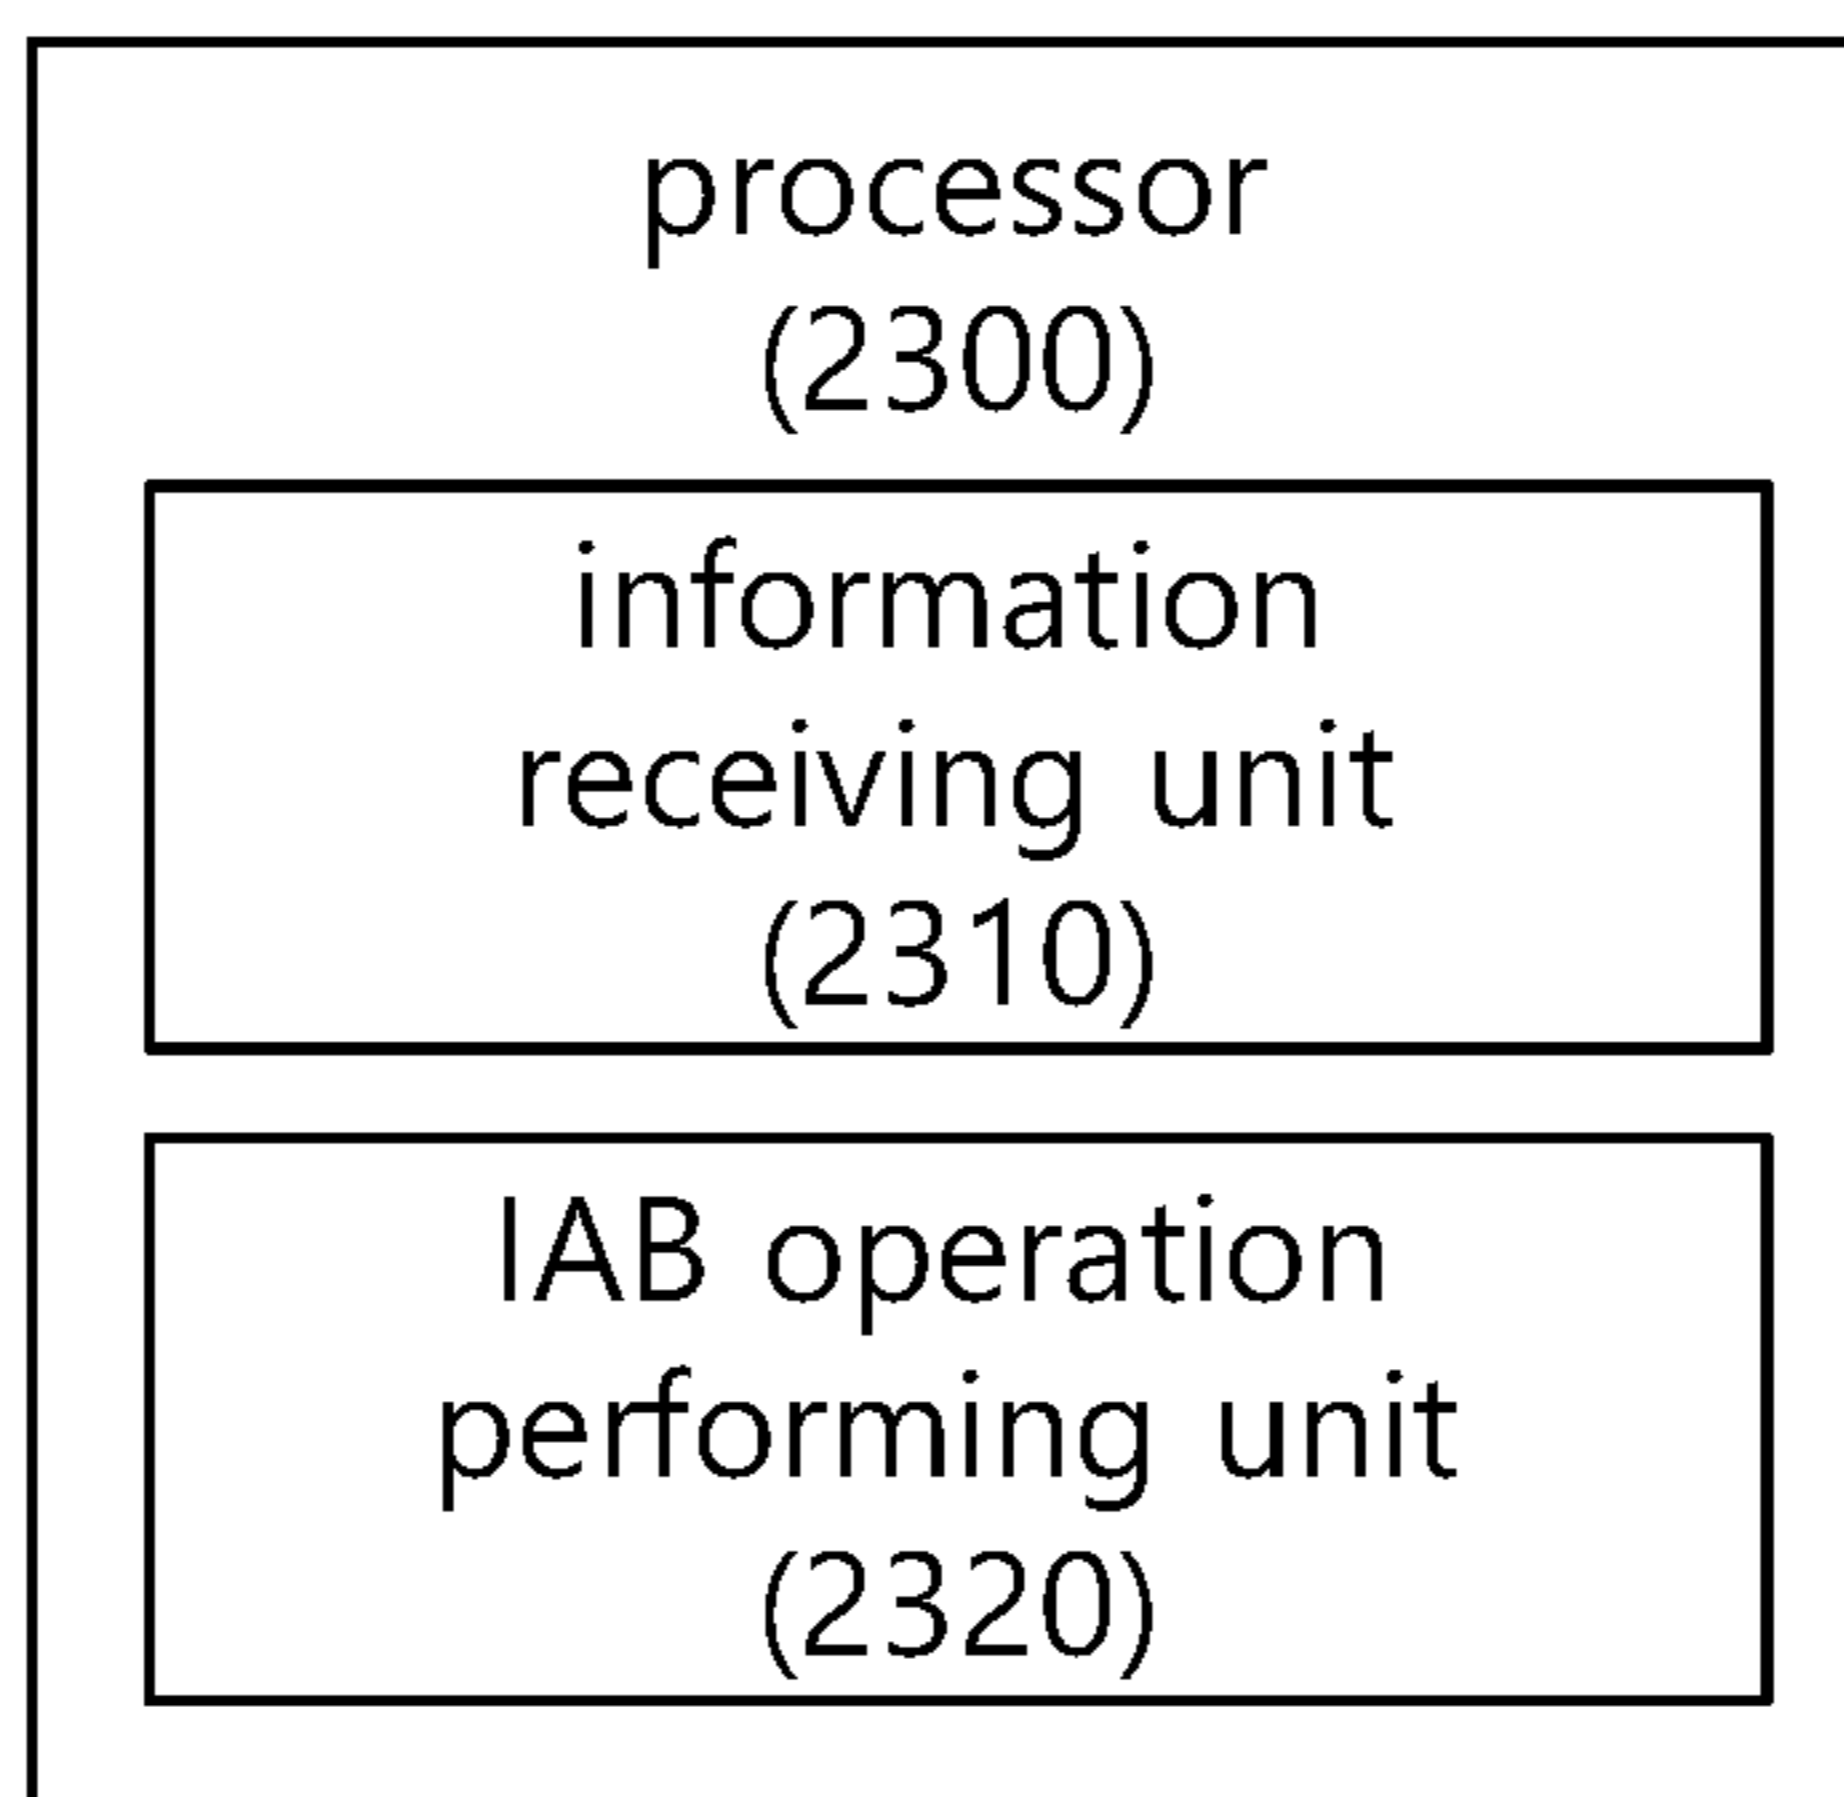 processor
(2300)
information
receiving unit
(2310)
IAB operation
performing unit
(2320)